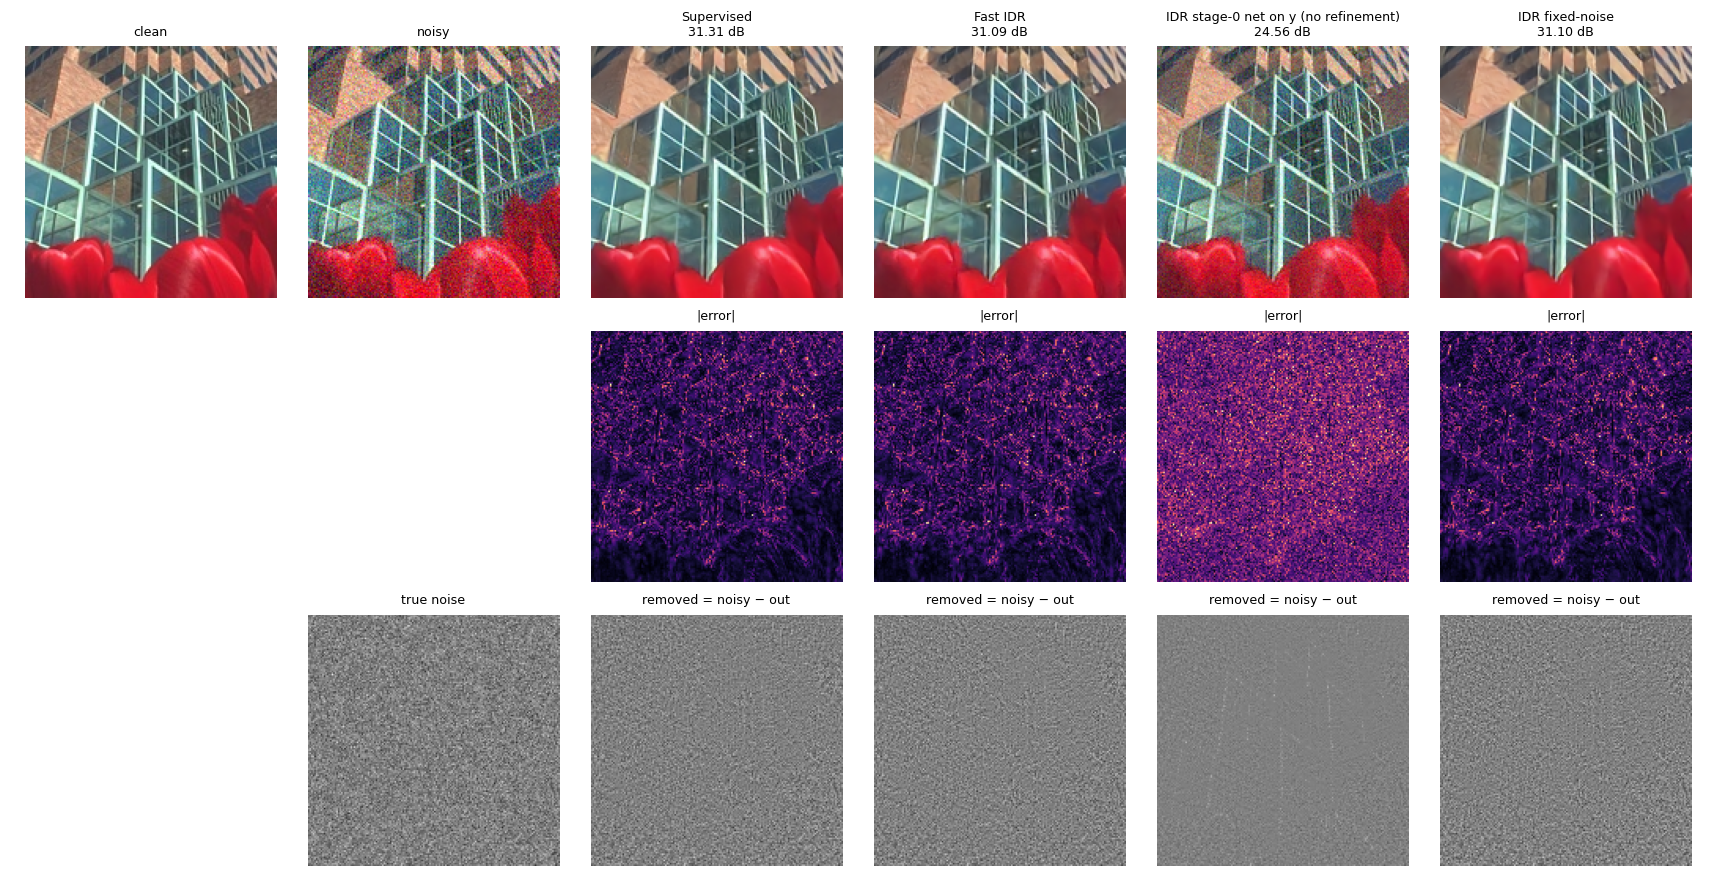 clean
noisy
Supervised
31.31 dB
Fast IDR
31.09 dB
IDR stage-0 net on y (no refinement)
24.56 dB
IDR fixed-noise
31.10 dB
|error|
|error|
|error|
|error|
true noise
removed = noisy − out
removed = noisy − out
removed = noisy − out
removed = noisy − out